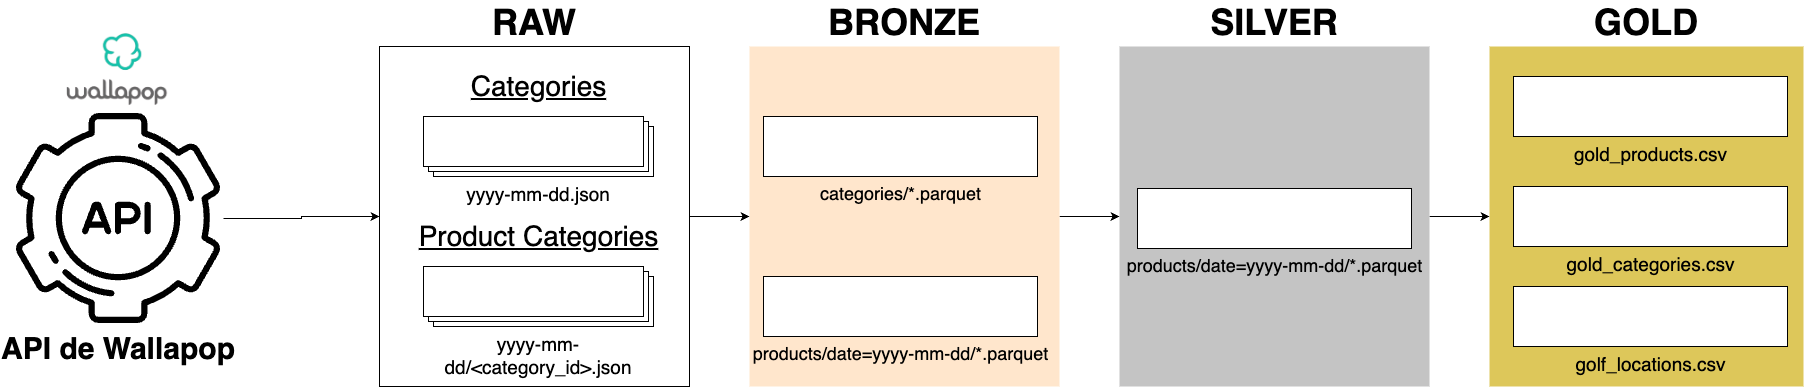 wallapop
API
API de Wallapop
RAW
Categories
yyyy-mm-dd.json
Product Categories
yyyy-mm-
dd/<category_id>.json
BRONZE
categories/*.parquet
products/date=yyyy-mm-dd/*.parquet
SILVER
products/date=yyyy-mm-dd/*.parquet
GOLD
gold_products.csv
gold_categories.csv
golf_locations.csv